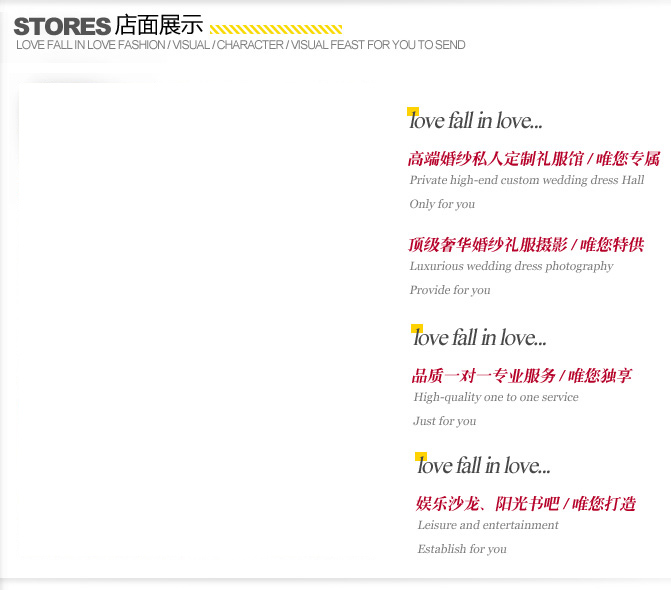 STORES 店面展示
LOVE FALL IN LOVE FASHION / VISUAL / CHARACTER / VISUAL FEAST FOR YOU TO SEND
love fall in love...
高端婚纱私人定制礼服馆 / 唯您专属
Private high-end custom wedding dress Hall
Only for you
顶级奢华婚纱礼服摄影 / 唯您特供
Luxurious wedding dress photography
Provide for you
love fall in love...
品质一对一专业服务 / 唯您独享
High-quality one to one service
Just for you
love fall in love...
娱乐沙龙、阳光书吧 / 唯您打造
Leisure and entertainment
Establish for you